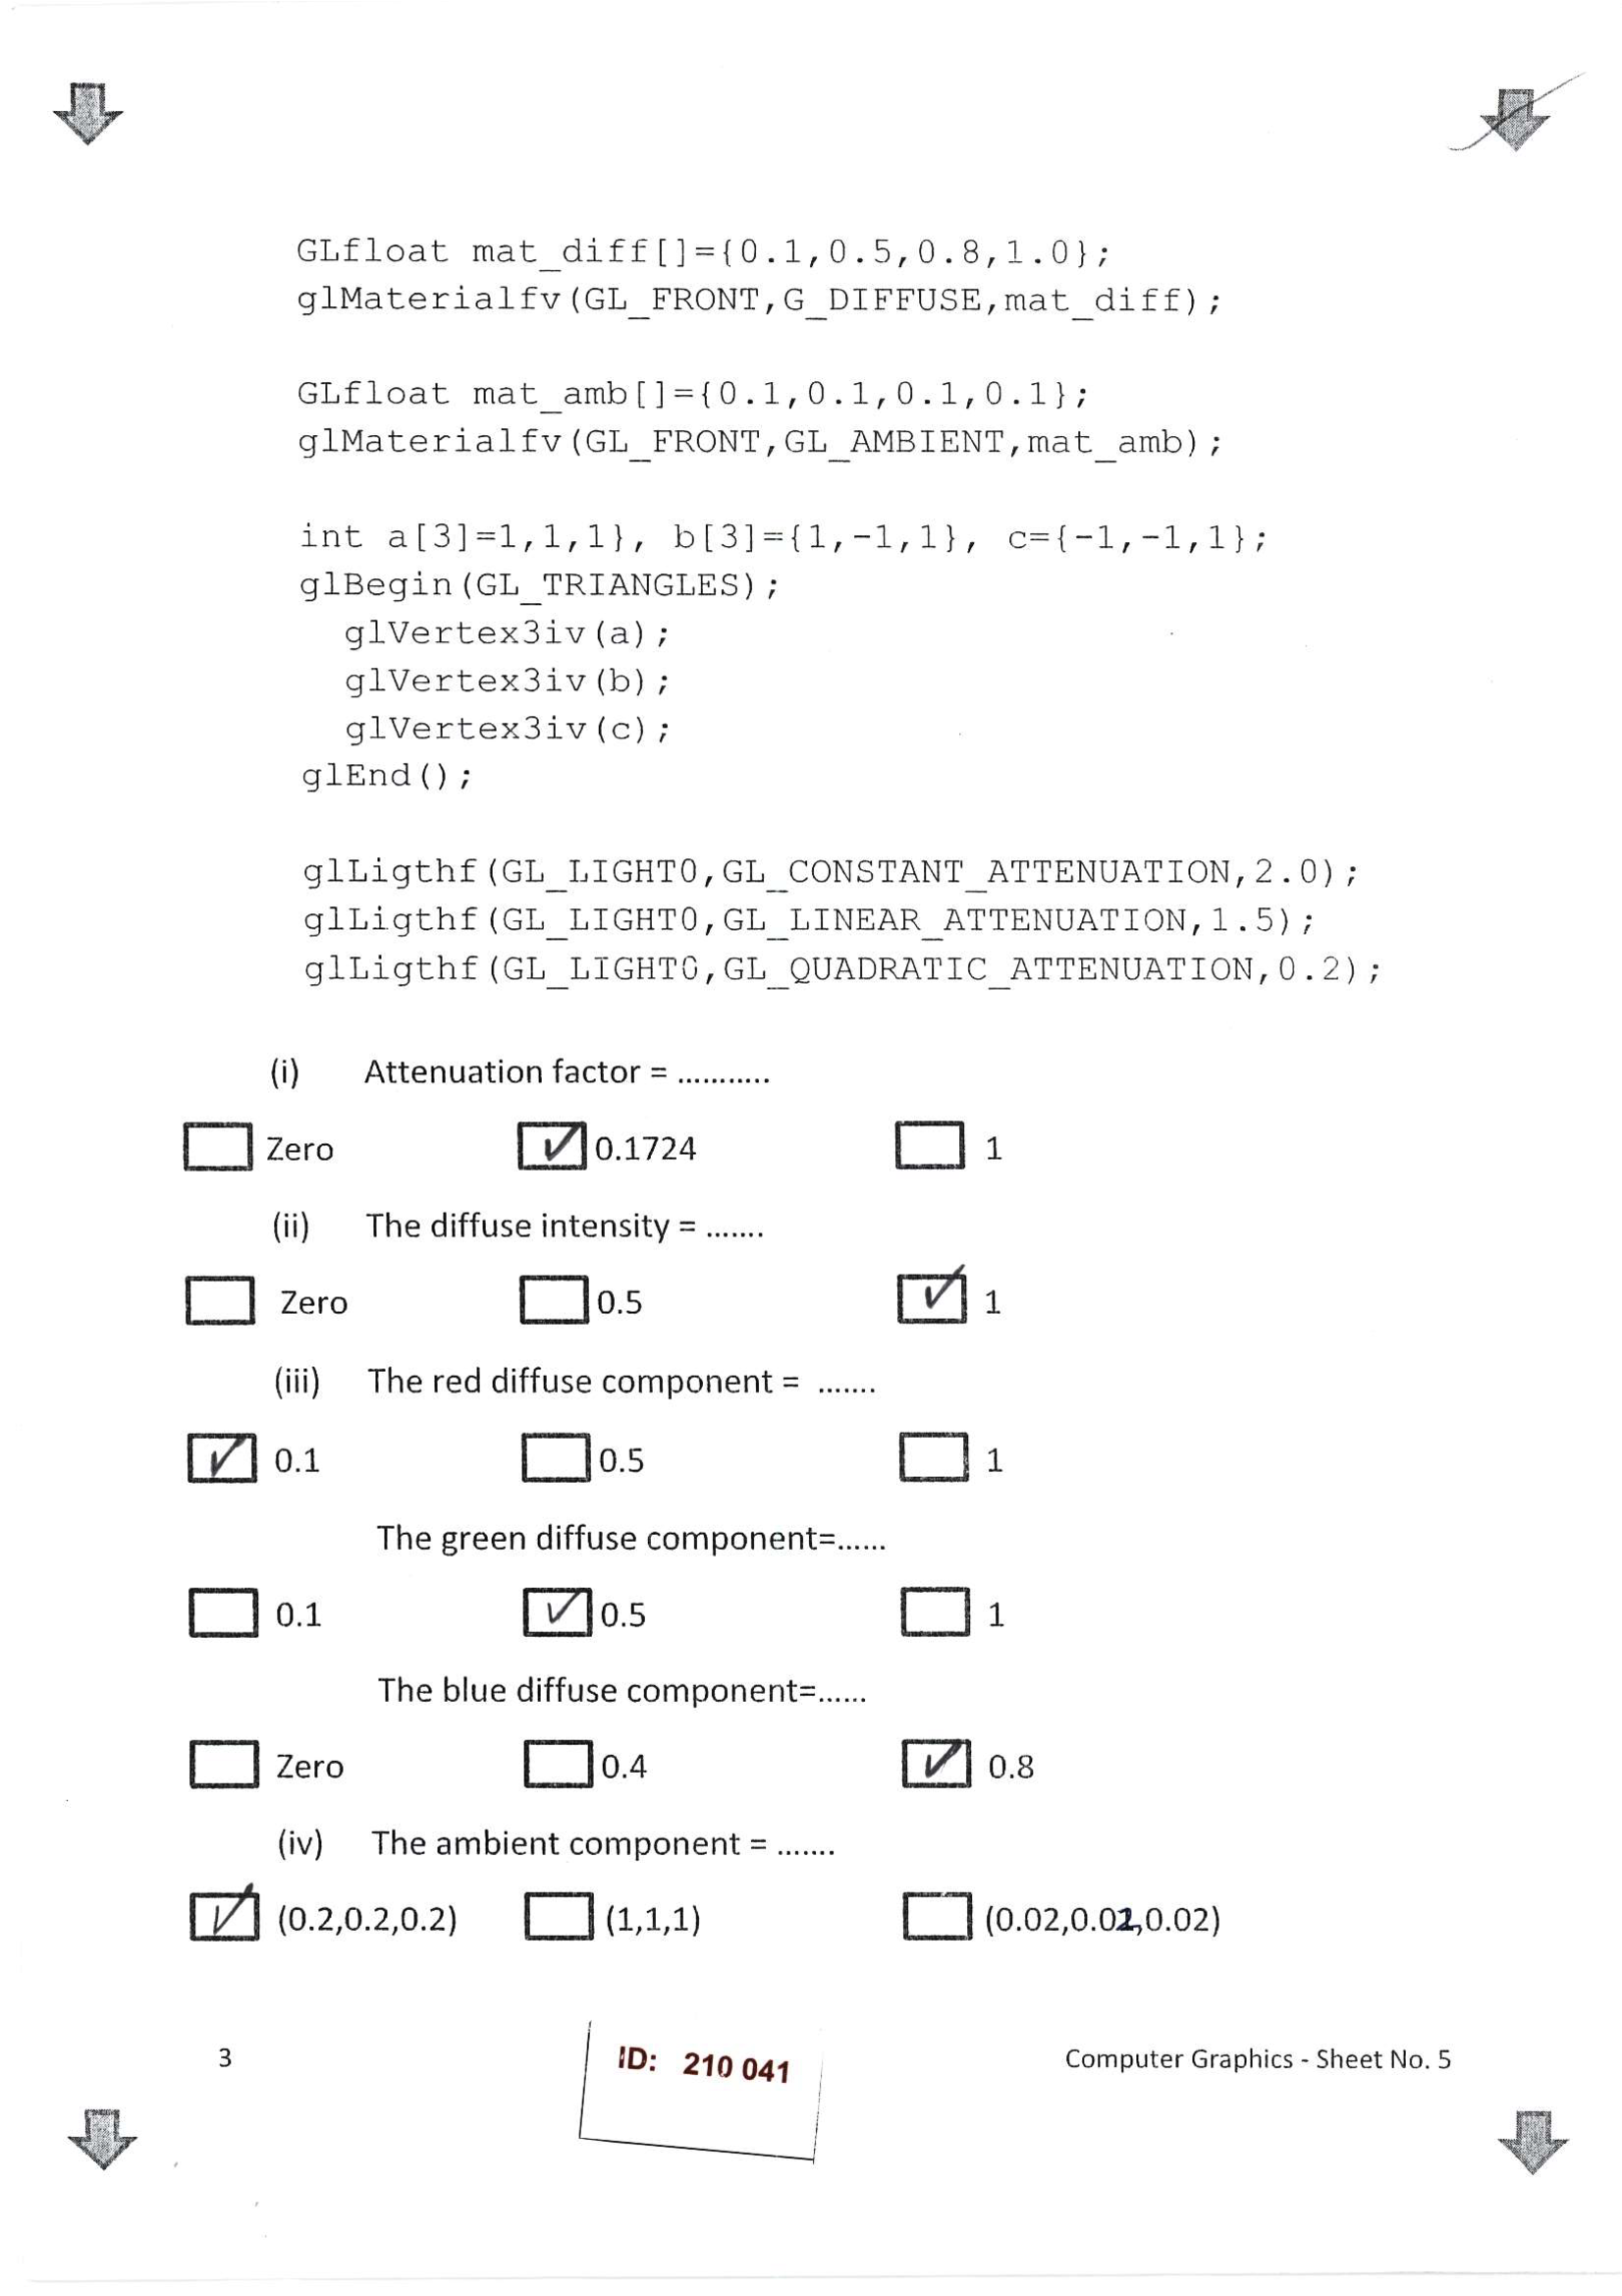 GLfloat mat_diff[]={0.1,0.5,0.8,1.0};
glMaterialfv(GL_FRONT,G_DIFFUSE,mat_diff);
GLfloat mat_amb[]={0.1,0.1,0.1,0.1};
glMaterialfv(GL_FRONT,GL_AMBIENT,mat_amb);
int a[3]=1,1,1}, b[3]={1,-1,1}, c={-1,-1,1};
glBegin(GL_TRIANGLES);
glVertex3iv(a);
glVertex3iv(b);
glVertex3iv(c);
glEnd();
glLigthf(GL_LIGHT0,GL_CONSTANT_ATTENUATION,2.0);
glLigthf(GL_LIGHT0,GL_LINEAR_ATTENUATION,1.5);
glLigthf(GL_LIGHT0,GL_QUADRATIC_ATTENUATION,0.2);
(i) Attenuation factor = ...........
Zero ✓ 0.1724 1
(ii) The diffuse intensity = .......
Zero 0.5 ✓ 1
(iii) The red diffuse component = .......
✓ 0.1 0.5 1
The green diffuse component=......
0.1 ✓ 0.5 1
The blue diffuse component=......
Zero 0.4 ✓ 0.8
(iv) The ambient component = .......
✓ (0.2,0.2,0.2) (1,1,1) (0.02,0.02,0.02)
3 ID: 210 041 Computer Graphics - Sheet No. 5